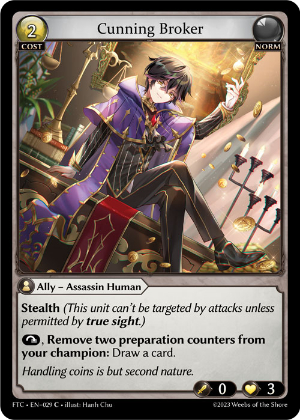 2
Cunning Broker
COST
NORM
Ally – Assassin Human
Stealth (This unit can't be targeted by attacks unless
permitted by true sight.)
, Remove two preparation counters from
your champion: Draw a card.
Handling coins is but second nature.
0
3
FTC • EN-029 C • illust: Hanh Chu
©2023 Weebs of the Shore